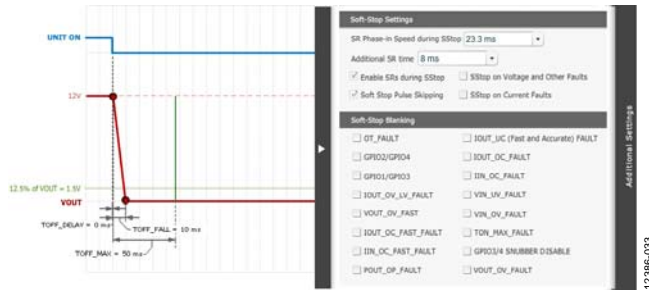 UNIT ON
12V
12.5% of VOUT = 1.5V
VOUT
TOFF_DELAY = 0 ms
TOFF_FALL = 10 ms
TOFF_MAX = 50 ms
Soft-Stop Settings
SR Phase-in Speed during SStop 23.3 ms
Additional SR time 8 ms
Enable SRs during SStop
SStop on Voltage and Other Faults
Soft Stop Pulse Skipping
SStop on Current Faults
Soft-Stop Blanking
OT_FAULT
IOUT_UC (Fast and Accurate) FAULT
GPIO2/GPIO4
IOUT_OC_FAULT
GPIO1/GPIO3
IIN_OC_FAULT
IOUT_OV_LV_FAULT
VIN_UV_FAULT
VOUT_OV_FAST
VIN_OV_FAULT
IOUT_OC_FAST_FAULT
TON_MAX_FAULT
IIN_OC_FAST_FAULT
GPIO3/4 SNUBBER DISABLE
POUT_OP_FAULT
VOUT_OV_FAULT
Additional Settings
12386-033